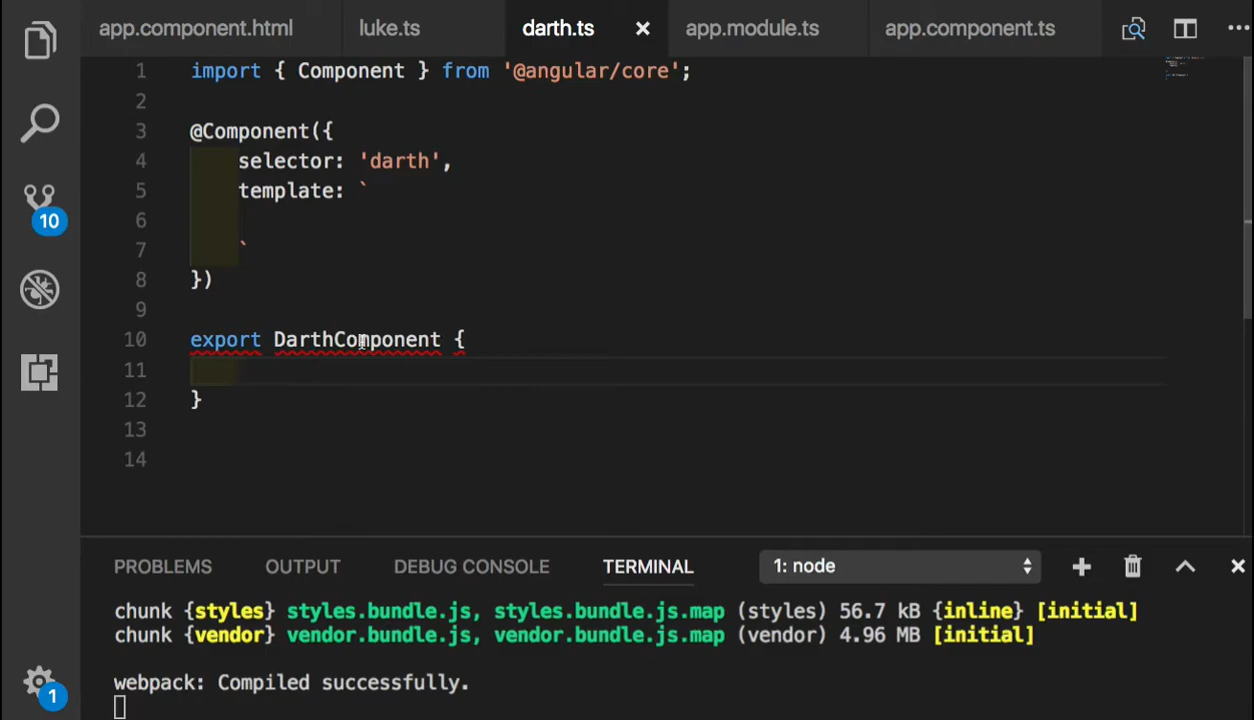 app.component.html luke.ts darth.ts app.module.ts app.component.ts
1 import { Component } from '@angular/core';
2
3 @Component({
4 selector: 'darth',
5 template: `
6
7 `
8 })
9
10 export DarthComponent {
11
12 }
13
14
10
1
PROBLEMS OUTPUT DEBUG CONSOLE TERMINAL 1: node
chunk {styles} styles.bundle.js, styles.bundle.js.map (styles) 56.7 kB {inline} [initial]
chunk {vendor} vendor.bundle.js, vendor.bundle.js.map (vendor) 4.96 MB [initial]
webpack: Compiled successfully.